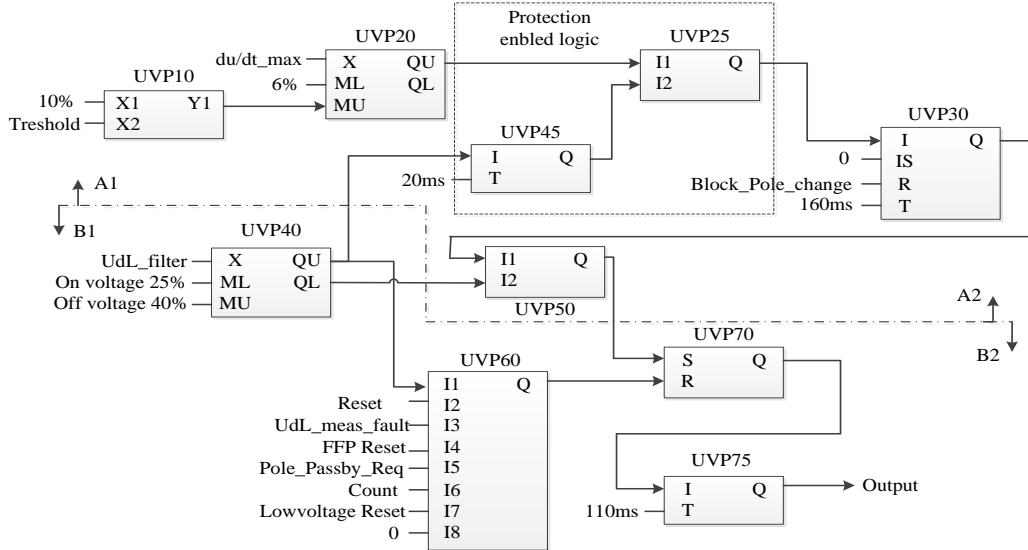 Protection
enbled logic
UVP20
du/dt_max
X QU
6%
ML QL
MU
UVP10
10%
X1 Y1
Treshold
X2
UVP25
I1 Q
I2
UVP45
I Q
20ms
T
UVP30
I Q
0
IS
Block_Pole_change
R
160ms
T
A1
B1
UVP40
UdL_filter
X QU
On voltage 25%
ML QL
Off voltage 40%
MU
I1 Q
I2
UVP50
A2
B2
UVP70
S Q
R
UVP60
I1 Q
Reset
I2
UdL_meas_fault
I3
FFP Reset
I4
Pole_Passby_Req
I5
Count
I6
Lowvoltage Reset
I7
0
I8
UVP75
I Q
110ms
T
Output